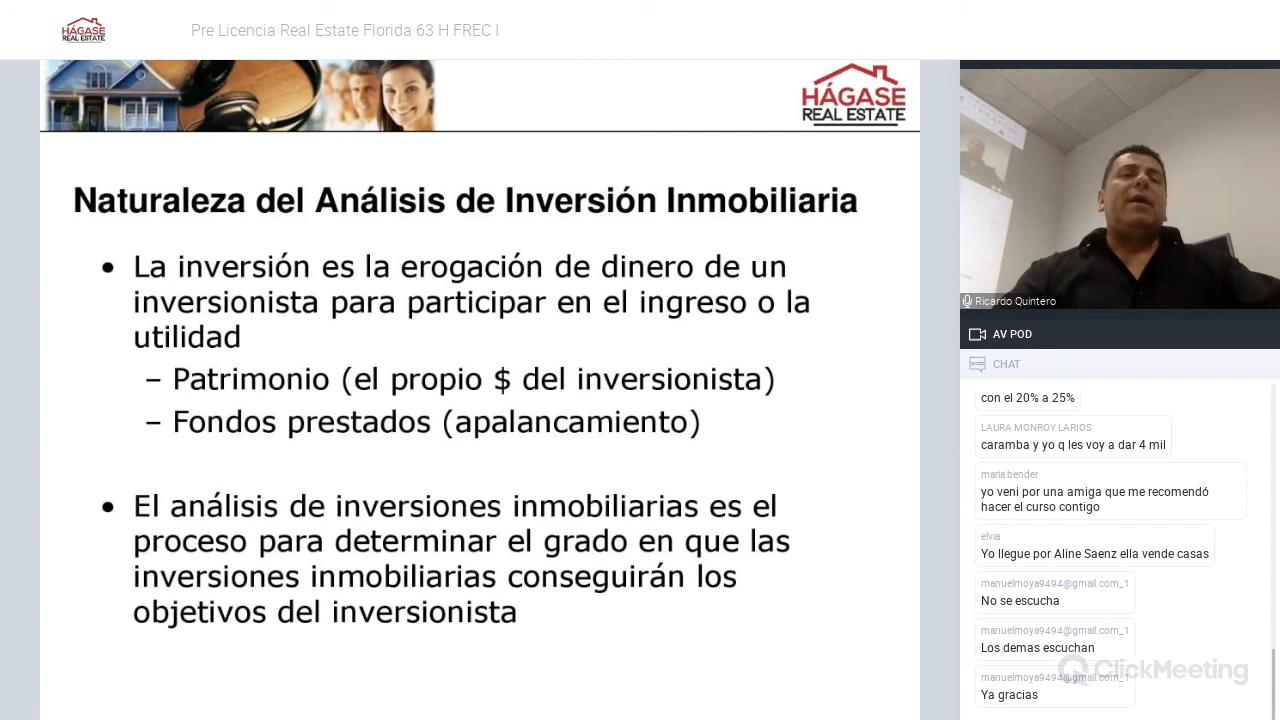 HÁGASE
REAL ESTATE
Pre Licencia Real Estate Florida 63 H FREC I
HÁGASE
REAL ESTATE
Naturaleza del Análisis de Inversión Inmobiliaria
• La inversión es la erogación de dinero de un
inversionista para participar en el ingreso o la
utilidad
– Patrimonio (el propio $ del inversionista)
– Fondos prestados (apalancamiento)
• El análisis de inversiones inmobiliarias es el
proceso para determinar el grado en que las
inversiones inmobiliarias conseguirán los
objetivos del inversionista
Ricardo Quintero
AV POD
CHAT
con el 20% a 25%
LAURA MONROY LARIOS
caramba y yo q les voy a dar 4 mil
maria bender
yo veni por una amiga que me recomendó
hacer el curso contigo
elvia
Yo llegue por Aline Saenz ella vende casas
manuelmoya9494@gmail.com_1
No se escucha
manuelmoya9494@gmail.com_1
Los demas escuchan
manuelmoya9494@gmail.com_1
Ya gracias
ClickMeeting